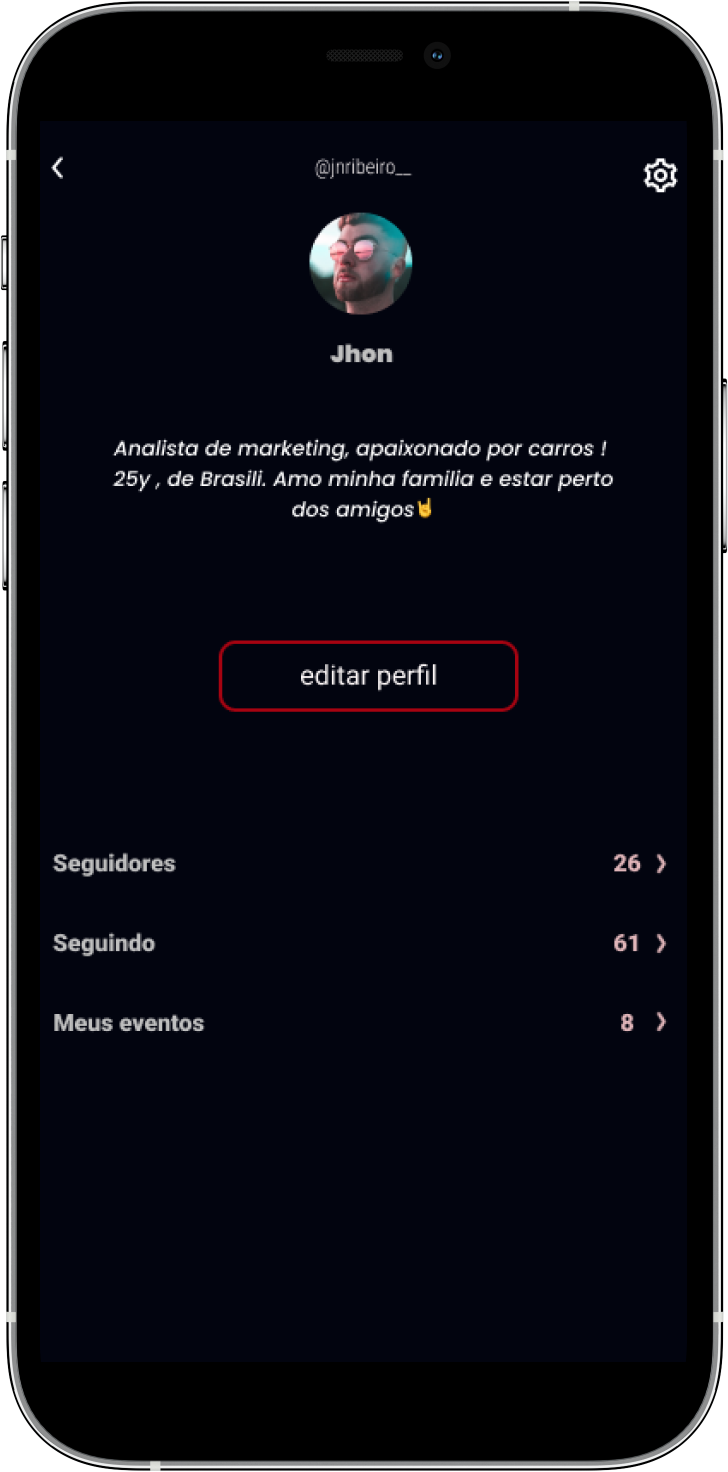 @jnribeiro__
Jhon
Analista de marketing, apaixonado por carros !
25y , de Brasili. Amo minha familia e estar perto
dos amigos🤘
editar perfil
Seguidores 26
Seguindo 61
Meus eventos 8